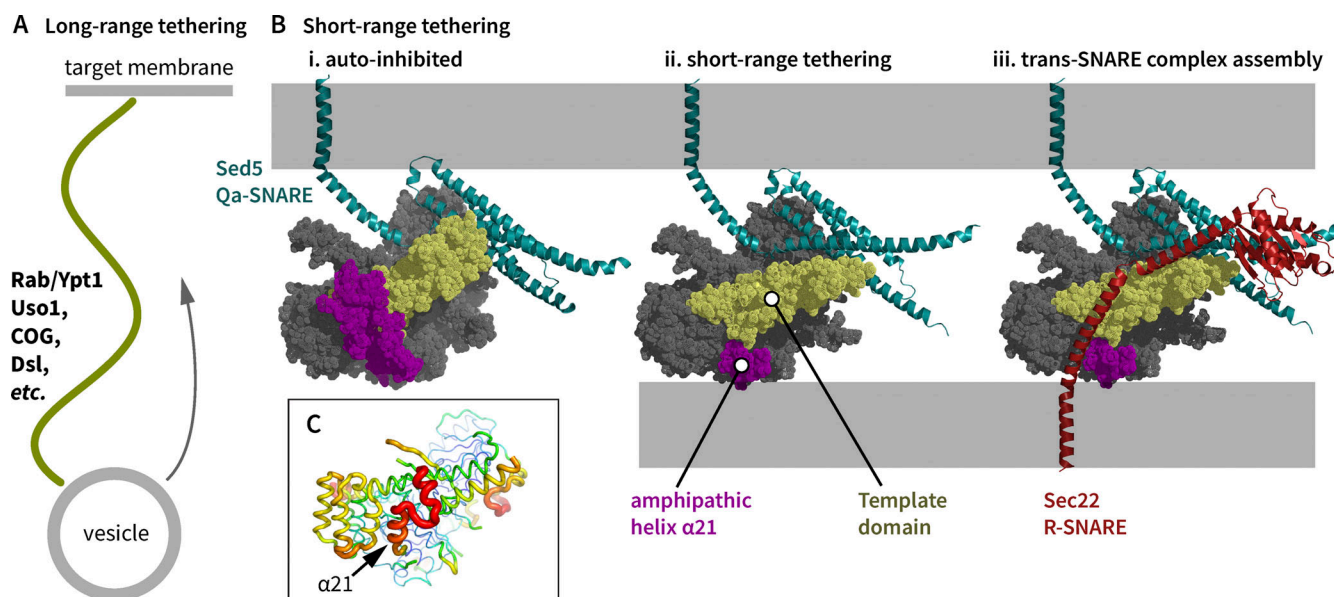 A Long-range tethering
target membrane
Rab/Ypt1
Uso1,
COG,
Dsl,
etc.
vesicle
B Short-range tethering
i. auto-inhibited
ii. short-range tethering
iii. trans-SNARE complex assembly
Sed5
Qa-SNARE
C
α21
amphipathic
helix α21
Template
domain
Sec22
R-SNARE